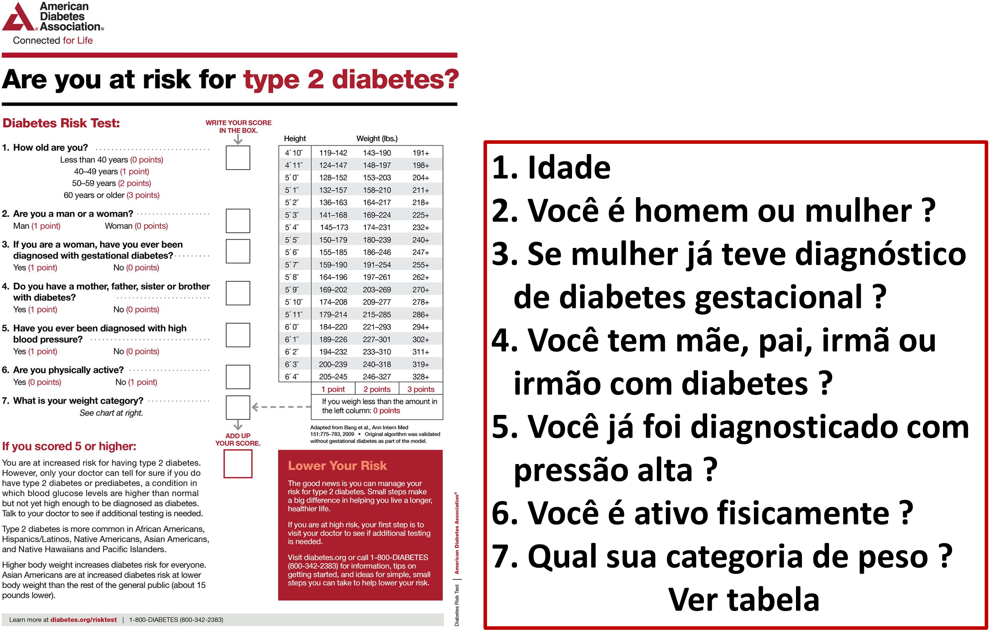 American
Diabetes
Association®
Connected for Life
Are you at risk for type 2 diabetes?
Diabetes Risk Test:
WRITE YOUR SCORE
IN THE BOX.
1. How old are you?
Less than 40 years (0 points)
40–49 years (1 point)
50–59 years (2 points)
60 years or older (3 points)
2. Are you a man or a woman?
Man (1 point) Woman (0 points)
3. If you are a woman, have you ever been
diagnosed with gestational diabetes?
Yes (1 point) No (0 points)
4. Do you have a mother, father, sister or brother
with diabetes?
Yes (1 point) No (0 points)
5. Have you ever been diagnosed with high
blood pressure?
Yes (1 point) No (0 points)
6. Are you physically active?
Yes (0 points) No (1 point)
7. What is your weight category?
See chart at right.
ADD UP
YOUR SCORE.
Height Weight (lbs.)
4´ 10˝ 119–142 143–190 191+
4´ 11˝ 124–147 148–197 198+
5´ 0˝ 128–152 153–203 204+
5´ 1˝ 132–157 158–210 211+
5´ 2˝ 136–163 164–217 218+
5´ 3˝ 141–168 169–224 225+
5´ 4˝ 145–173 174–231 232+
5´ 5˝ 150–179 180–239 240+
5´ 6˝ 155–185 186–246 247+
5´ 7˝ 159–190 191–254 255+
5´ 8˝ 164–196 197–261 262+
5´ 9˝ 169–202 203–269 270+
5´ 10˝ 174–208 209–277 278+
5´ 11˝ 179–214 215–285 286+
6´ 0˝ 184–220 221–293 294+
6´ 1˝ 189–226 227–301 302+
6´ 2˝ 194–232 233–310 311+
6´ 3˝ 200–239 240–318 319+
6´ 4˝ 205–245 246–327 328+
1 point 2 points 3 points
If you weigh less than the amount in
the left column: 0 points
Adapted from Bang et al., Ann Intern Med
151:775–783, 2009 • Original algorithm was validated
without gestational diabetes as part of the model.
If you scored 5 or higher:
You are at increased risk for having type 2 diabetes.
However, only your doctor can tell for sure if you do
have type 2 diabetes or prediabetes, a condition in
which blood glucose levels are higher than normal
but not yet high enough to be diagnosed as diabetes.
Talk to your doctor to see if additional testing is needed.
Type 2 diabetes is more common in African Americans,
Hispanics/Latinos, Native Americans, Asian Americans,
and Native Hawaiians and Pacific Islanders.
Higher body weight increases diabetes risk for everyone.
Asian Americans are at increased diabetes risk at lower
body weight than the rest of the general public (about 15
pounds lower).
Lower Your Risk
The good news is you can manage your
risk for type 2 diabetes. Small steps make
a big difference in helping you live a longer,
healthier life.
If you are at high risk, your first step is to
visit your doctor to see if additional testing
is needed.
Visit diabetes.org or call 1-800-DIABETES
(800-342-2383) for information, tips on
getting started, and ideas for simple, small
steps you can take to help lower your risk.
Learn more at diabetes.org/risktest | 1-800-DIABETES (800-342-2383)
Diabetes Risk Test | American Diabetes Association®
1. Idade
2. Você é homem ou mulher ?
3. Se mulher já teve diagnóstico
de diabetes gestacional ?
4. Você tem mãe, pai, irmã ou
irmão com diabetes ?
5. Você já foi diagnosticado com
pressão alta ?
6. Você é ativo fisicamente ?
7. Qual sua categoria de peso ?
Ver tabela